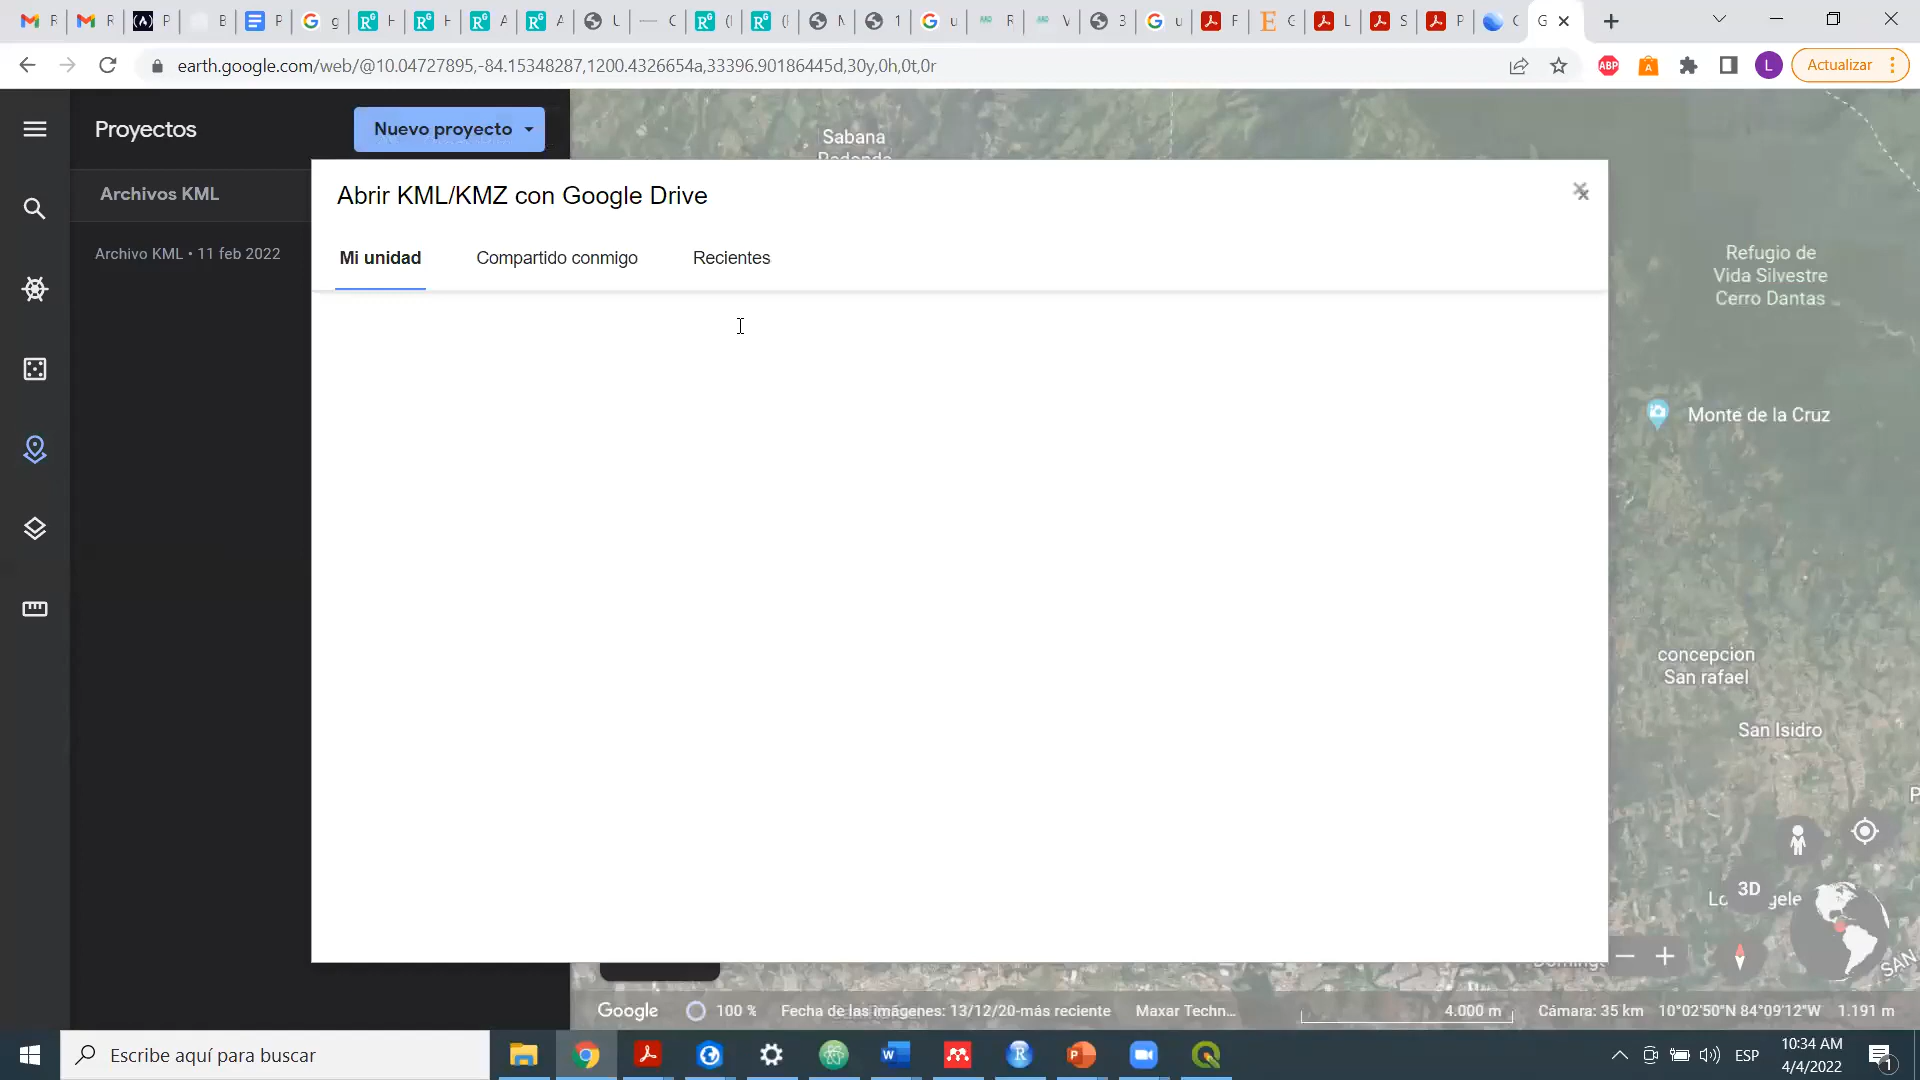 earth.google.com/web/@10.04727895,-84.15348287,1200.4326654a,33396.90186445d,30y,0h,0t,0r
ABP
L
Actualizar
Proyectos
Nuevo proyecto
Archivos KML
Archivo KML • 11 feb 2022
Abrir KML/KMZ con Google Drive
Mi unidad
Compartido conmigo
Recientes
Sabana
Redonda
Refugio de
Vida Silvestre
Cerro Dantas
Monte de la Cruz
concepcion
San rafael
San Isidro
3D
SAN
Google
100 %
Fecha de las imágenes: 13/12/20-más reciente
Maxar Techn...
4.000 m
Cámara: 35 km
10°02'50"N 84°09'12"W
1.191 m
Escribe aquí para buscar
ESP
10:34 AM
4/4/2022
1